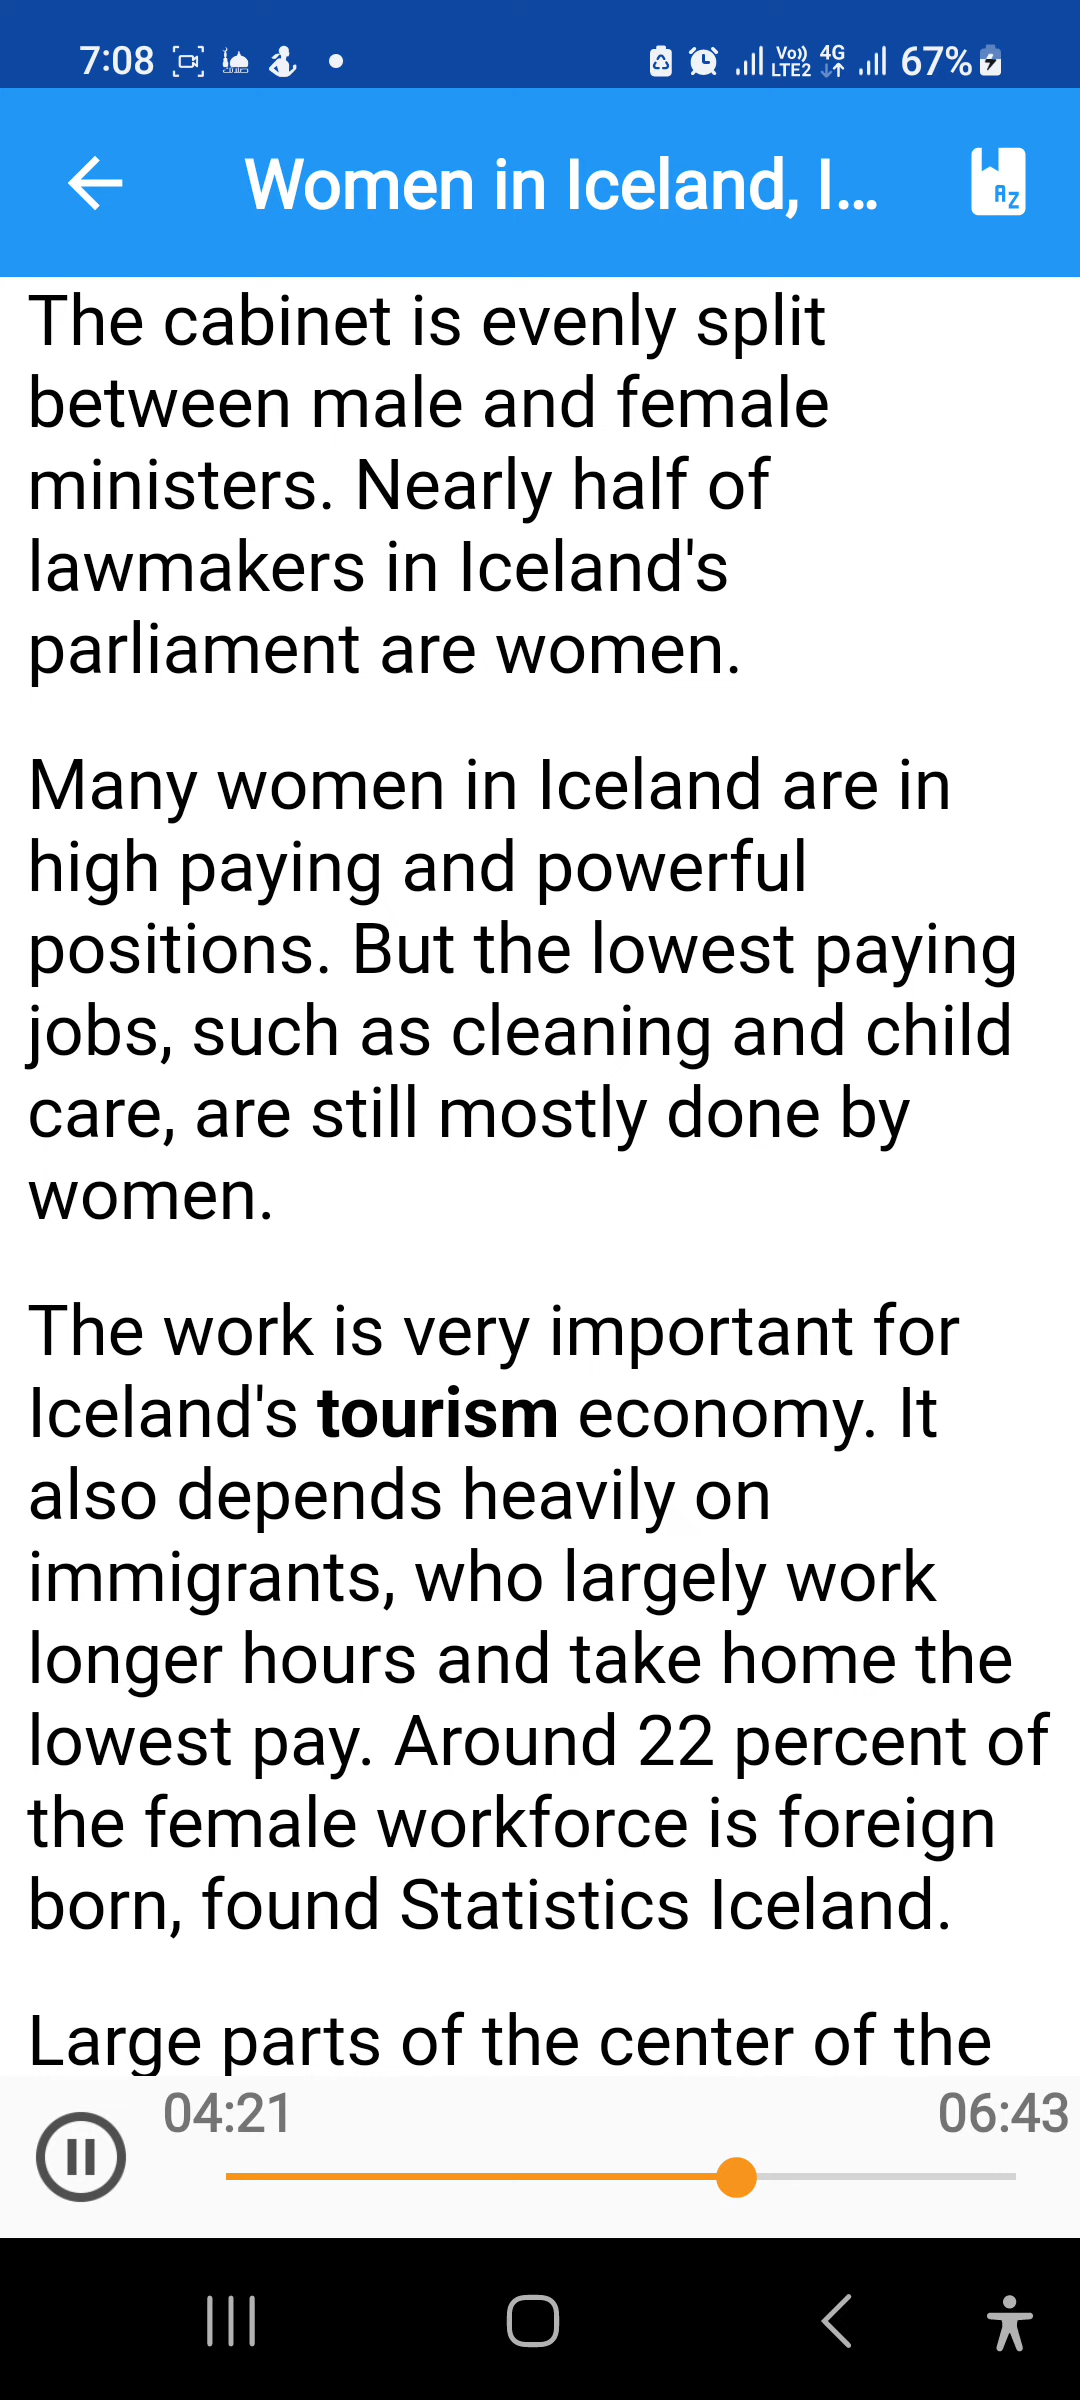 7:08
Vo)) LTE2 4G 67%
Women in Iceland, I...
AZ
The cabinet is evenly split
between male and female
ministers. Nearly half of
lawmakers in Iceland's
parliament are women.
Many women in Iceland are in
high paying and powerful
positions. But the lowest paying
jobs, such as cleaning and child
care, are still mostly done by
women.
The work is very important for
Iceland's tourism economy. It
also depends heavily on
immigrants, who largely work
longer hours and take home the
lowest pay. Around 22 percent of
the female workforce is foreign
born, found Statistics Iceland.
Large parts of the center of the
04:21
06:43